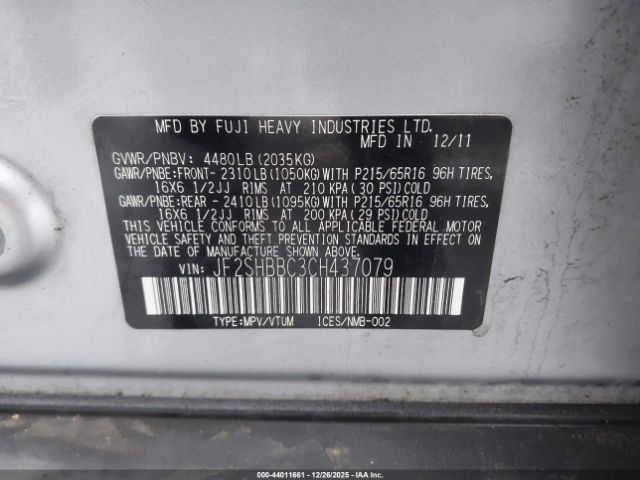 MFD BY FUJI HEAVY INDUSTRIES LTD.
MFD IN 12/11
GVWR/PNBV: 4480LB(2035KG)
GAWR/PNBE:FRONT- 2310LB(1050KG)WITH P215/65R16 96H TIRES,
16X6 1/2JJ RIMS AT 210 KPA(30 PSI)COLD
GAWR/PNBE:REAR - 2410LB(1095KG)WITH P215/65R16 96H TIRES,
16X6 1/2JJ RIMS AT 200 KPA(29 PSI)COLD
THIS VEHICLE CONFORMS TO ALL APPLICABLE FEDERAL MOTOR
VEHICLE SAFETY AND THEFT PREVENTION STANDARDS IN EFFECT ON THE
DATE OF MANUFACTURE SHOWN ABOVE.
VIN: JF2SHBBC3CH437079
TYPE:MPV/VTUM ICES/NMB-002
000-44011661 - 12/26/2025 - IAA Inc.